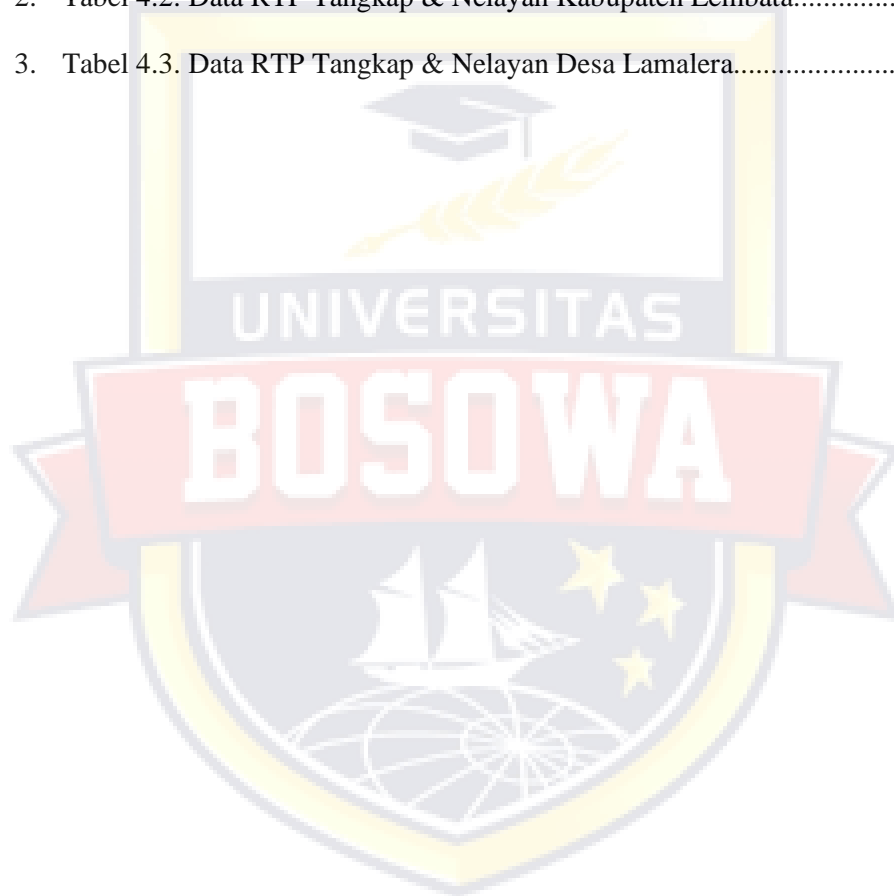 2. Tabel 4.2. Data RTP Tangkap & Nelayan Kabupaten Lembata..............
3. Tabel 4.3. Data RTP Tangkap & Nelayan Desa Lamalera.....................
UNIVERSITAS
BOSOWA